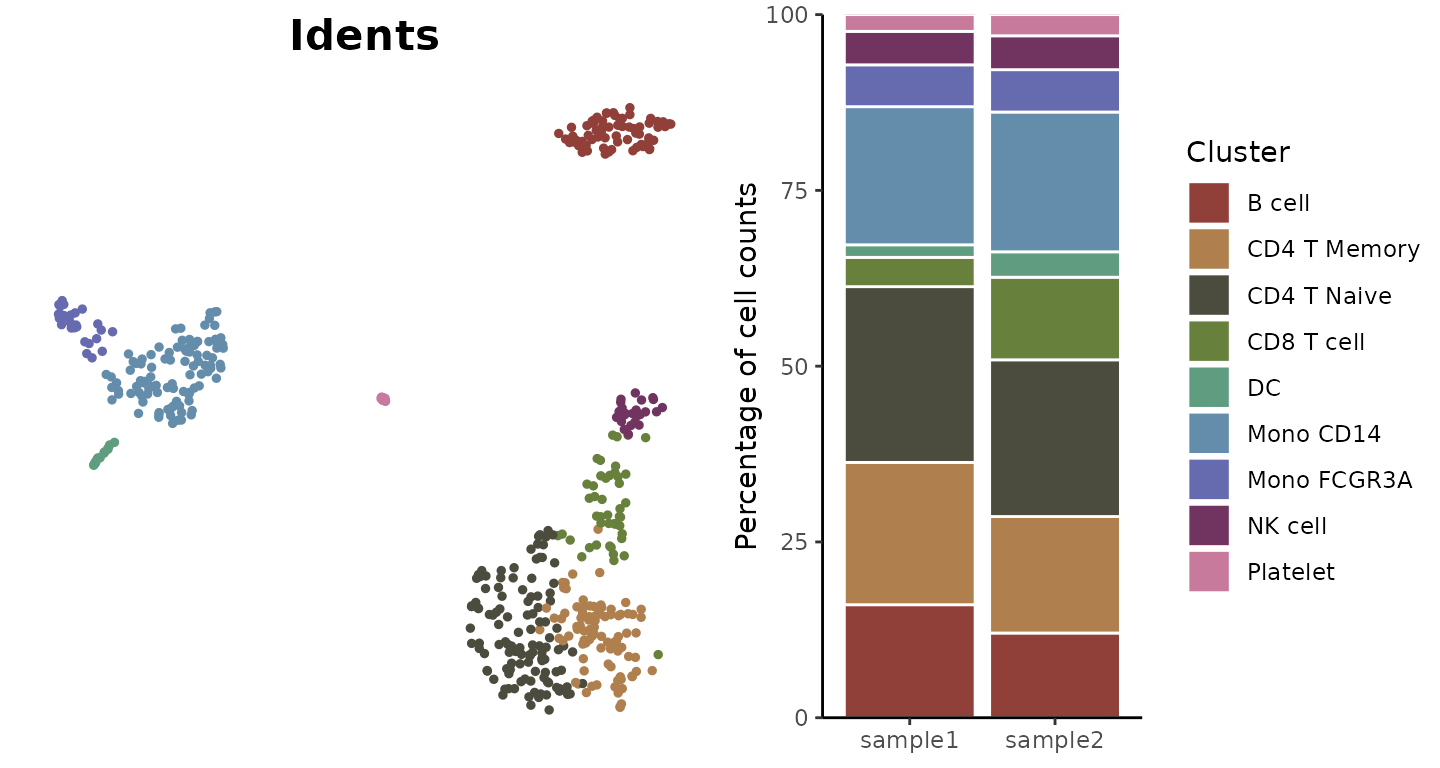 Idents
Percentage of cell counts
100
75
50
25
0
sample1
sample2
Cluster
B cell
CD4 T Memory
CD4 T Naive
CD8 T cell
DC
Mono CD14
Mono FCGR3A
NK cell
Platelet